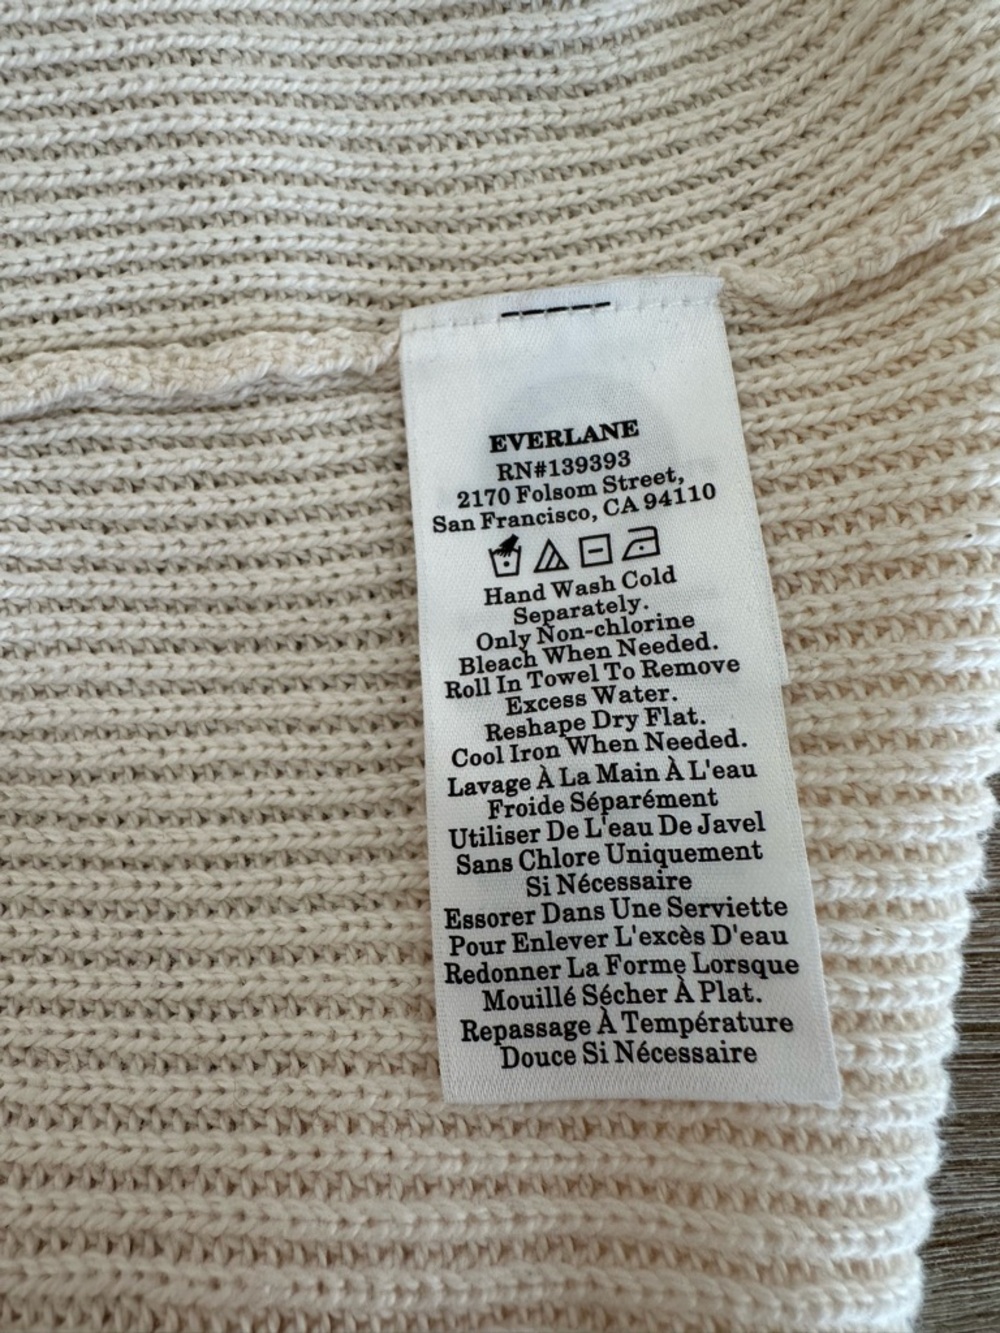 EVERLANE
RN#139393
2170 Folsom Street,
San Francisco, CA 94110
Hand Wash Cold
Separately.
Only Non-chlorine
Bleach When Needed.
Roll In Towel To Remove
Excess Water.
Reshape Dry Flat.
Cool Iron When Needed.
Lavage À La Main À L'eau
Froide Séparément
Utiliser De L'eau De Javel
Sans Chlore Uniquement
Si Nécessaire
Essorer Dans Une Serviette
Pour Enlever L'excès D'eau
Redonner La Forme Lorsque
Mouillé Sécher À Plat.
Repassage À Température
Douce Si Nécessaire